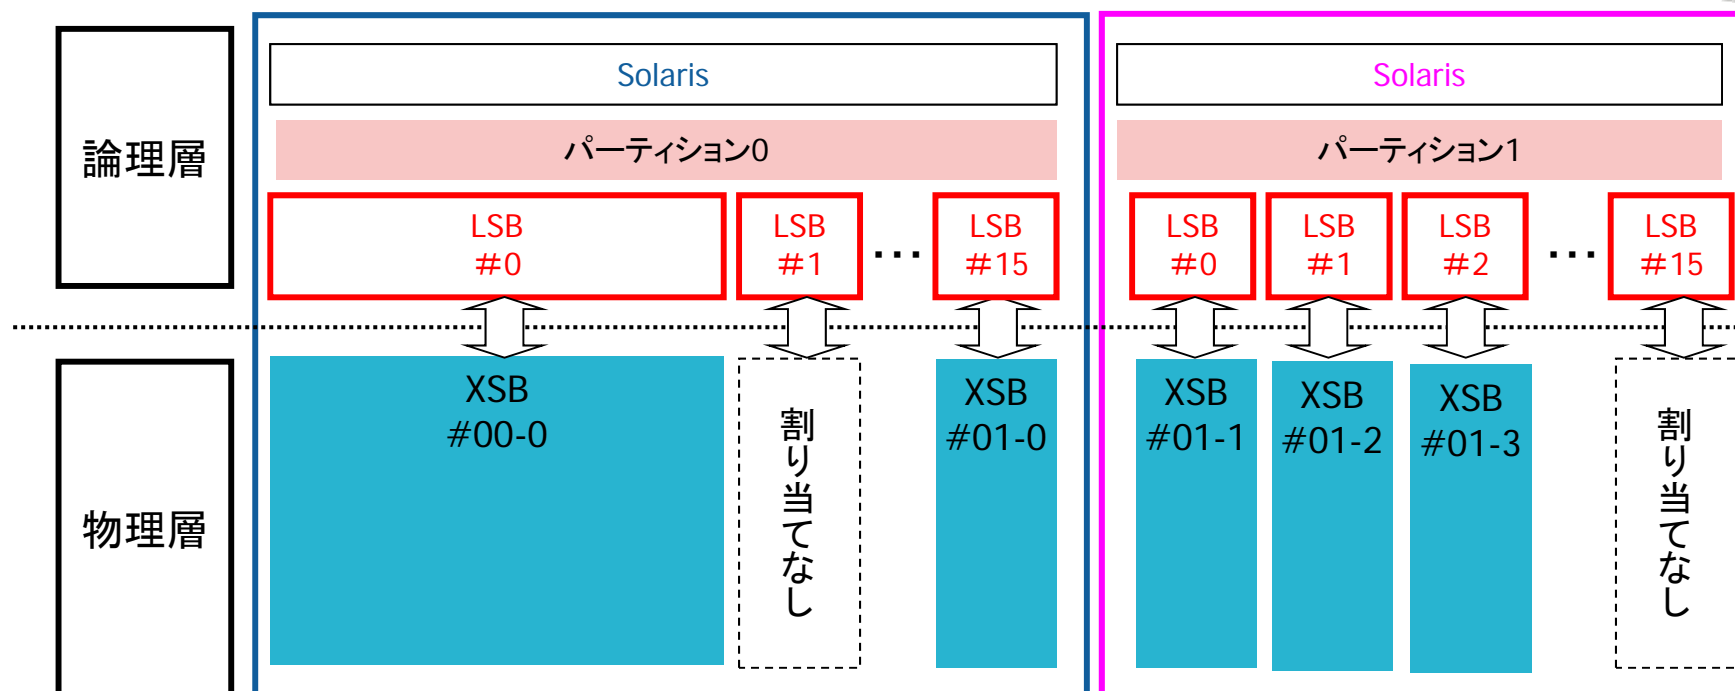 論理層
Solaris
パーティション0
LSB
#0
LSB
#1
･･･
LSB
#15
Solaris
パーティション1
LSB
#0
LSB
#1
LSB
#2
･･･
LSB
#15
物理層
XSB
#00-0
割り当てなし
XSB
#01-0
XSB
#01-1
XSB
#01-2
XSB
#01-3
割り当てなし